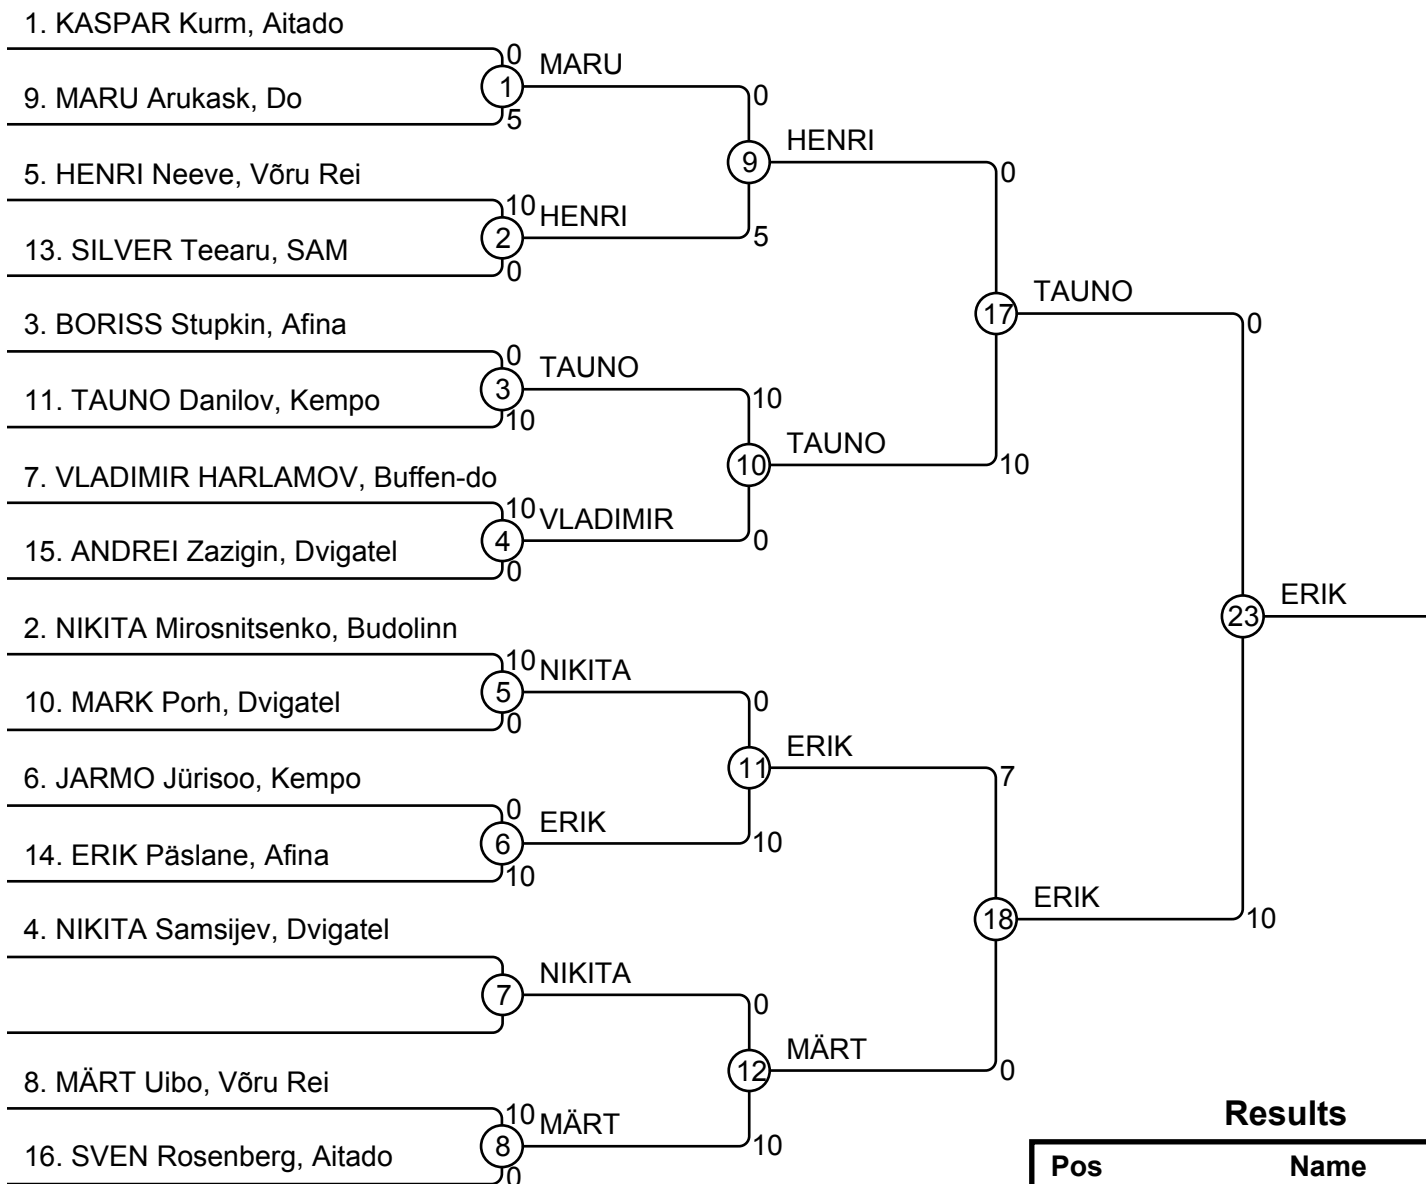 1. KASPAR Kurm, Aitado
0
MARU
1
9. MARU Arukask, Do
5
0
HENRI
9
5. HENRI Neeve, Võru Rei
10
HENRI
2
5
13. SILVER Teearu, SAM
0
0
TAUNO
17
3. BORISS Stupkin, Afina
0
TAUNO
3
11. TAUNO Danilov, Kempo
10
10
TAUNO
10
10
7. VLADIMIR HARLAMOV, Buffen-do
10
VLADIMIR
4
0
15. ANDREI Zazigin, Dvigatel
0
0
ERIK
23
2. NIKITA Mirosnitsenko, Budolinn
10
NIKITA
5
10. MARK Porh, Dvigatel
0
0
ERIK
11
7
6. JARMO Jürisoo, Kempo
0
ERIK
6
10
14. ERIK Päslane, Afina
10
ERIK
18
10
4. NIKITA Samsijev, Dvigatel
NIKITA
7
0
MÄRT
12
0
8. MÄRT Uibo, Võru Rei
10
MÄRT
8
10
16. SVEN Rosenberg, Aitado
0
Results
Pos Name